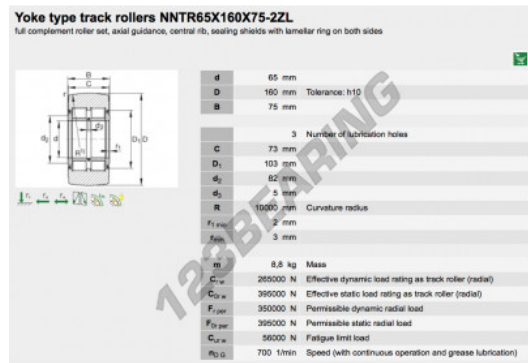 Yoke type track rollers NNTR65X160X75-2ZL
full complement roller set, axial guidance, central rib, sealing shields with lamellar ring on both sides
B
C
r
d₂ d d₃ D₁ D
R r₁
d 65 mm
D 160 mm Tolerance: h10
B 75 mm
3 Number of lubrication holes
C 73 mm
D₁ 103 mm
d₂ 82 mm
d₃ 5 mm
R 10000 mm Curvature radius
r₁ min 2 mm
rmin 3 mm
m 8,8 kg Mass
Cr w 265000 N Effective dynamic load rating as track roller (radial)
C0r w 395000 N Effective static load rating as track roller (radial)
Fr per 350000 N Permissible dynamic radial load
F0r per 395000 N Permissible static radial load
Cur w 56000 N Fatigue limit load
nD G 700 1/min Speed (with continuous operation and grease lubrication)
123BEARING